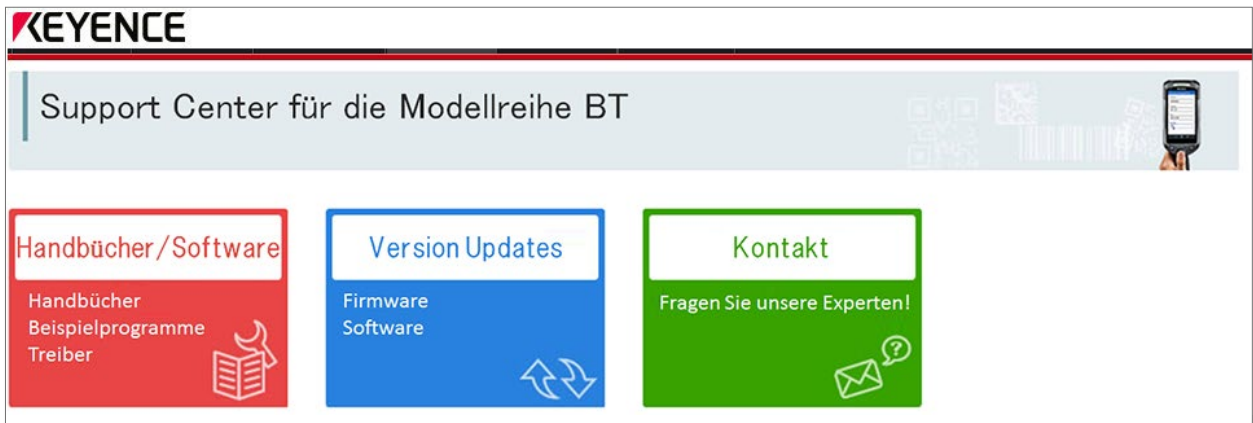 KEYENCE
Support Center für die Modellreihe BT
Handbücher/Software
Handbücher
Beispielprogramme
Treiber
Version Updates
Firmware
Software
Kontakt
Fragen Sie unsere Experten!
?